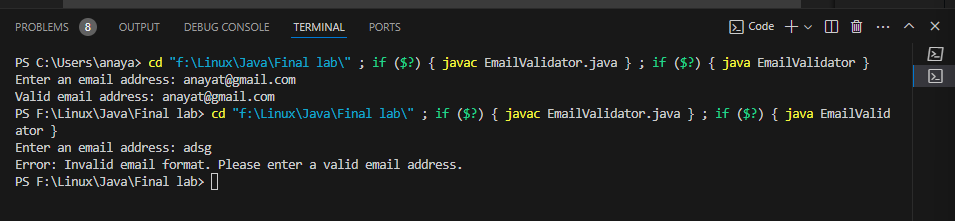 PROBLEMS 8 OUTPUT DEBUG CONSOLE TERMINAL PORTS Code
PS C:\Users\anaya> cd "f:\Linux\Java\Final lab\" ; if ($?) { javac EmailValidator.java } ; if ($?) { java EmailValidator }
Enter an email address: anayat@gmail.com
Valid email address: anayat@gmail.com
PS F:\Linux\Java\Final lab> cd "f:\Linux\Java\Final lab\" ; if ($?) { javac EmailValidator.java } ; if ($?) { java EmailValid
ator }
Enter an email address: adsg
Error: Invalid email format. Please enter a valid email address.
PS F:\Linux\Java\Final lab>